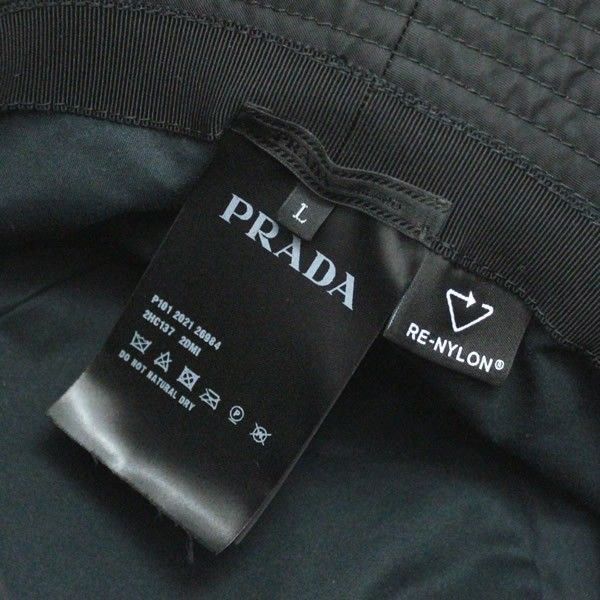 L
PRADA
P101 2021 26984
2HC137 2DMI
DO NOT NATURAL DRY
RE-NYLON®